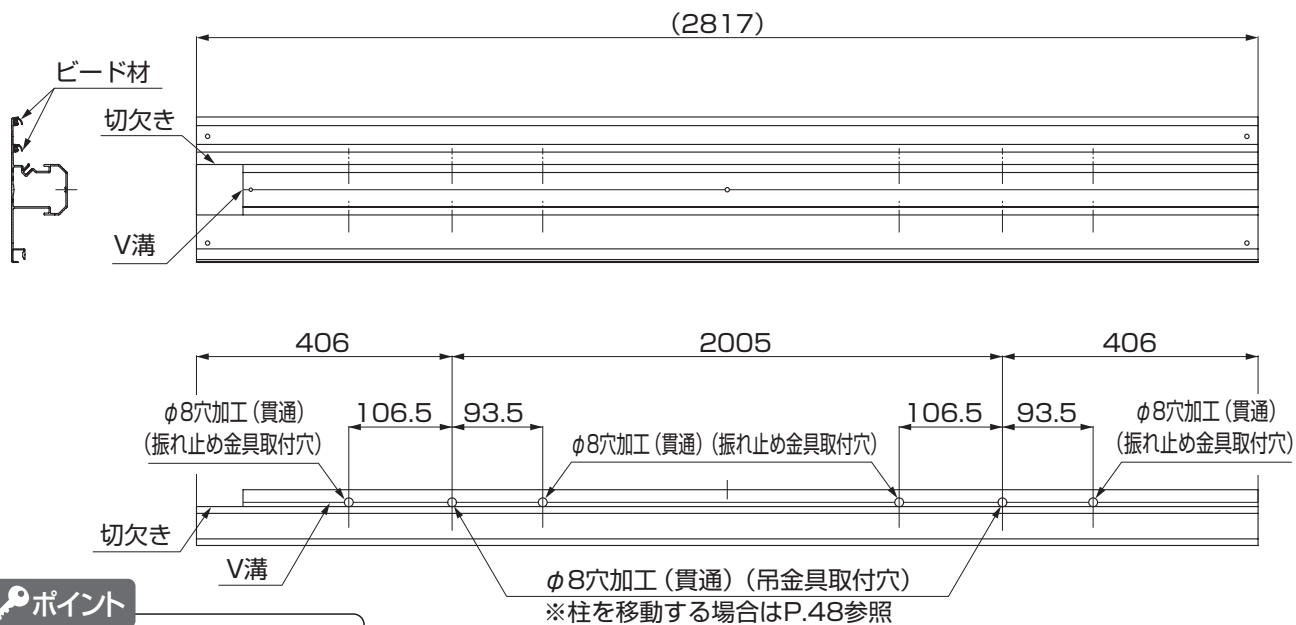 (2817)
ビード材
切欠き
V溝
406 2005 406
φ8穴加工(貫通)
(振れ止め金具取付穴)
106.5 93.5
φ8穴加工(貫通)(振れ止め金具取付穴)
106.5 93.5
φ8穴加工(貫通)
(振れ止め金具取付穴)
切欠き
V溝
φ8穴加工(貫通)(吊金具取付穴)
※柱を移動する場合はP.48参照
ポイント